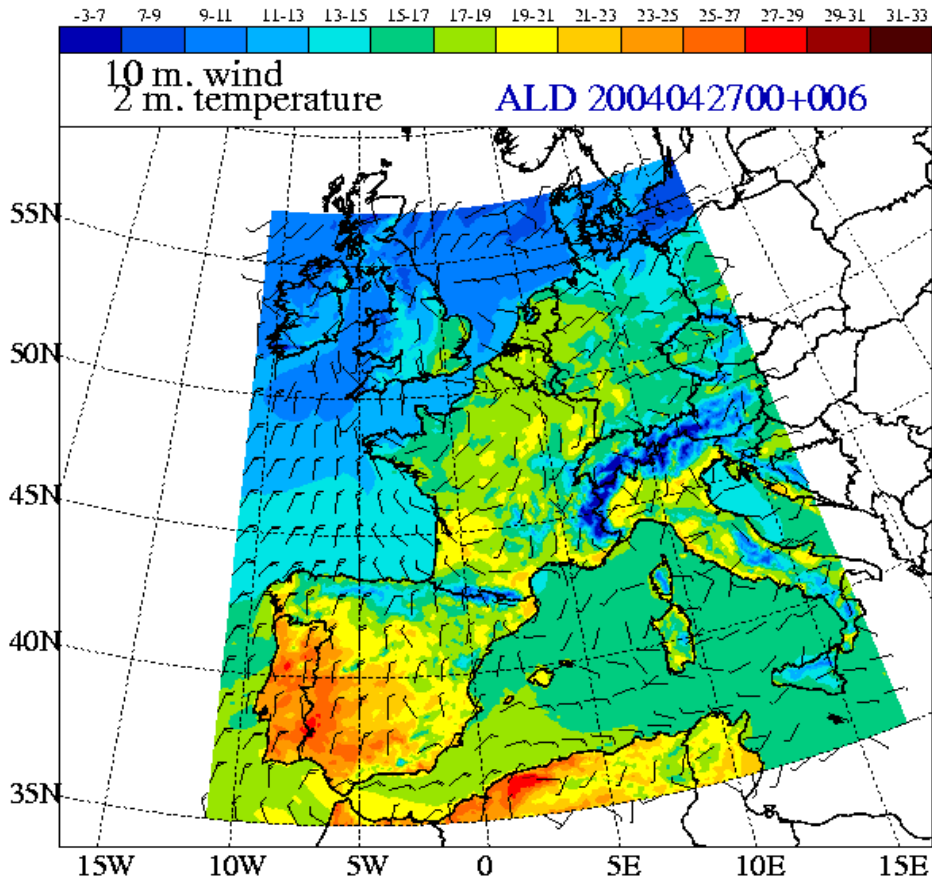 -3-7 7-9 9-11 11-13 13-15 15-17 17-19 19-21 21-23 23-25 25-27 27-29 29-31 31-33
10 m. wind
2 m. temperature
ALD 2004042700+006
55N
50N
45N
40N
35N
15W 10W 5W 0 5E 10E 15E